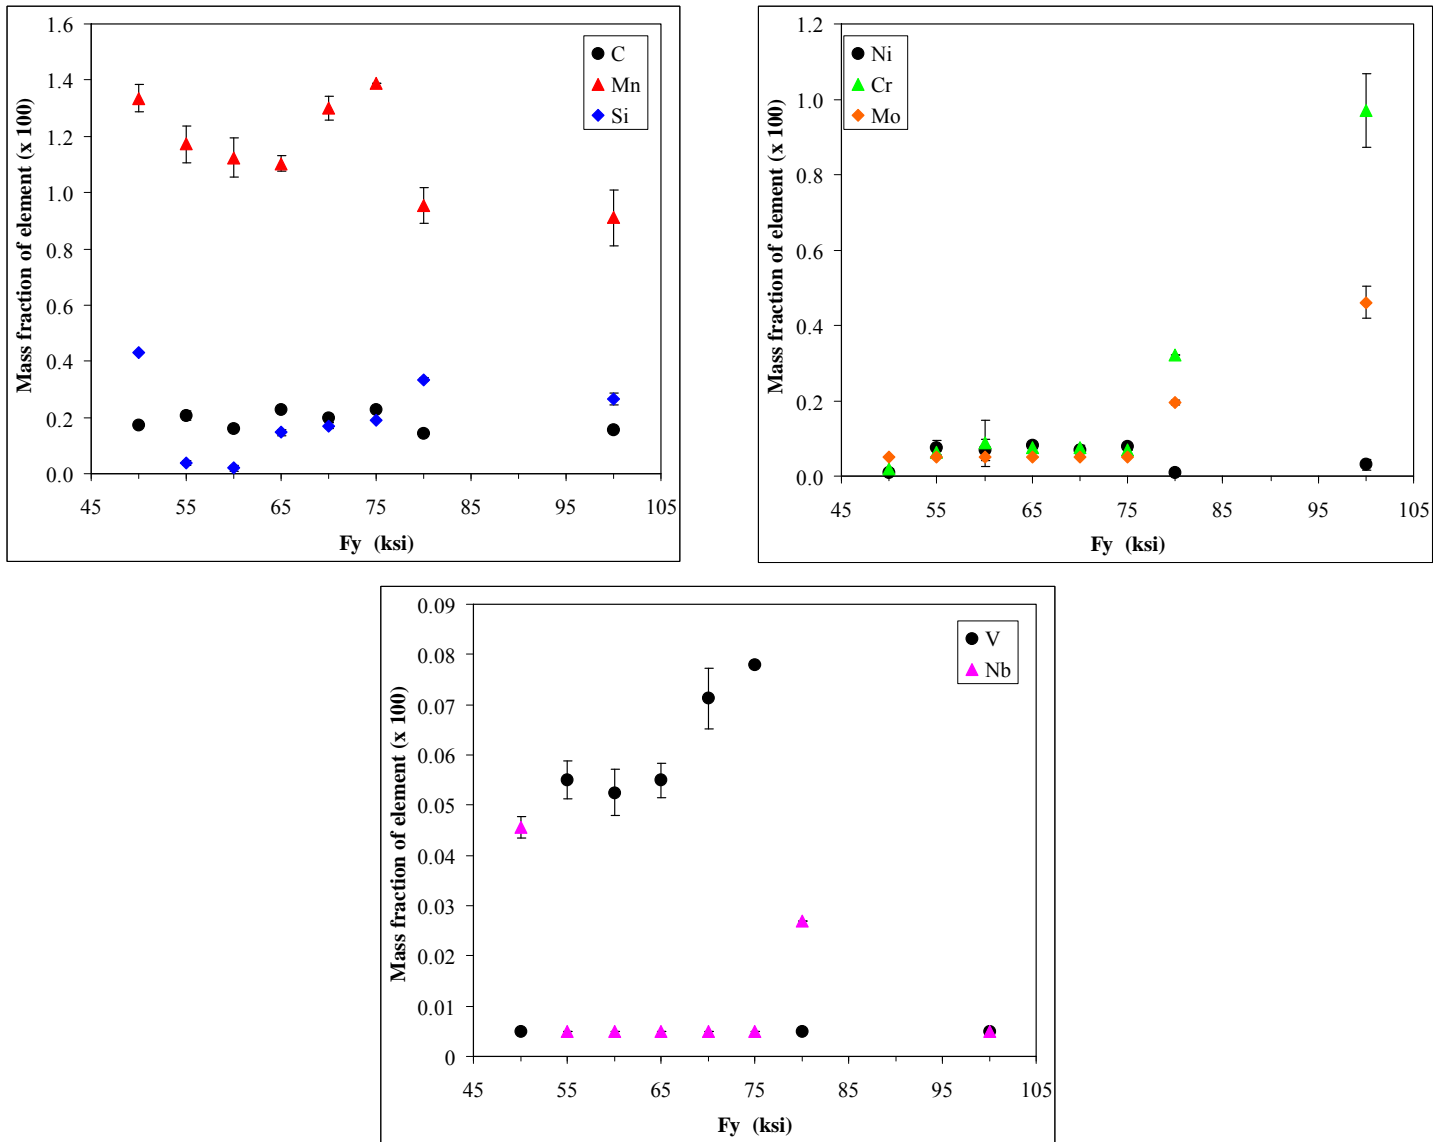 1.6
1.4
1.2
1.0
0.8
0.6
0.4
0.2
0.0
45 55 65 75 85 95 105
Fy (ksi)
Mass fraction of element (x 100)
C
Mn
Si
1.2
1.0
0.8
0.6
0.4
0.2
0.0
45 55 65 75 85 95 105
Fy (ksi)
Mass fraction of element (x 100)
Ni
Cr
Mo
0.09
0.08
0.07
0.06
0.05
0.04
0.03
0.02
0.01
0
45 55 65 75 85 95 105
Fy (ksi)
Mass fraction of element (x 100)
V
Nb